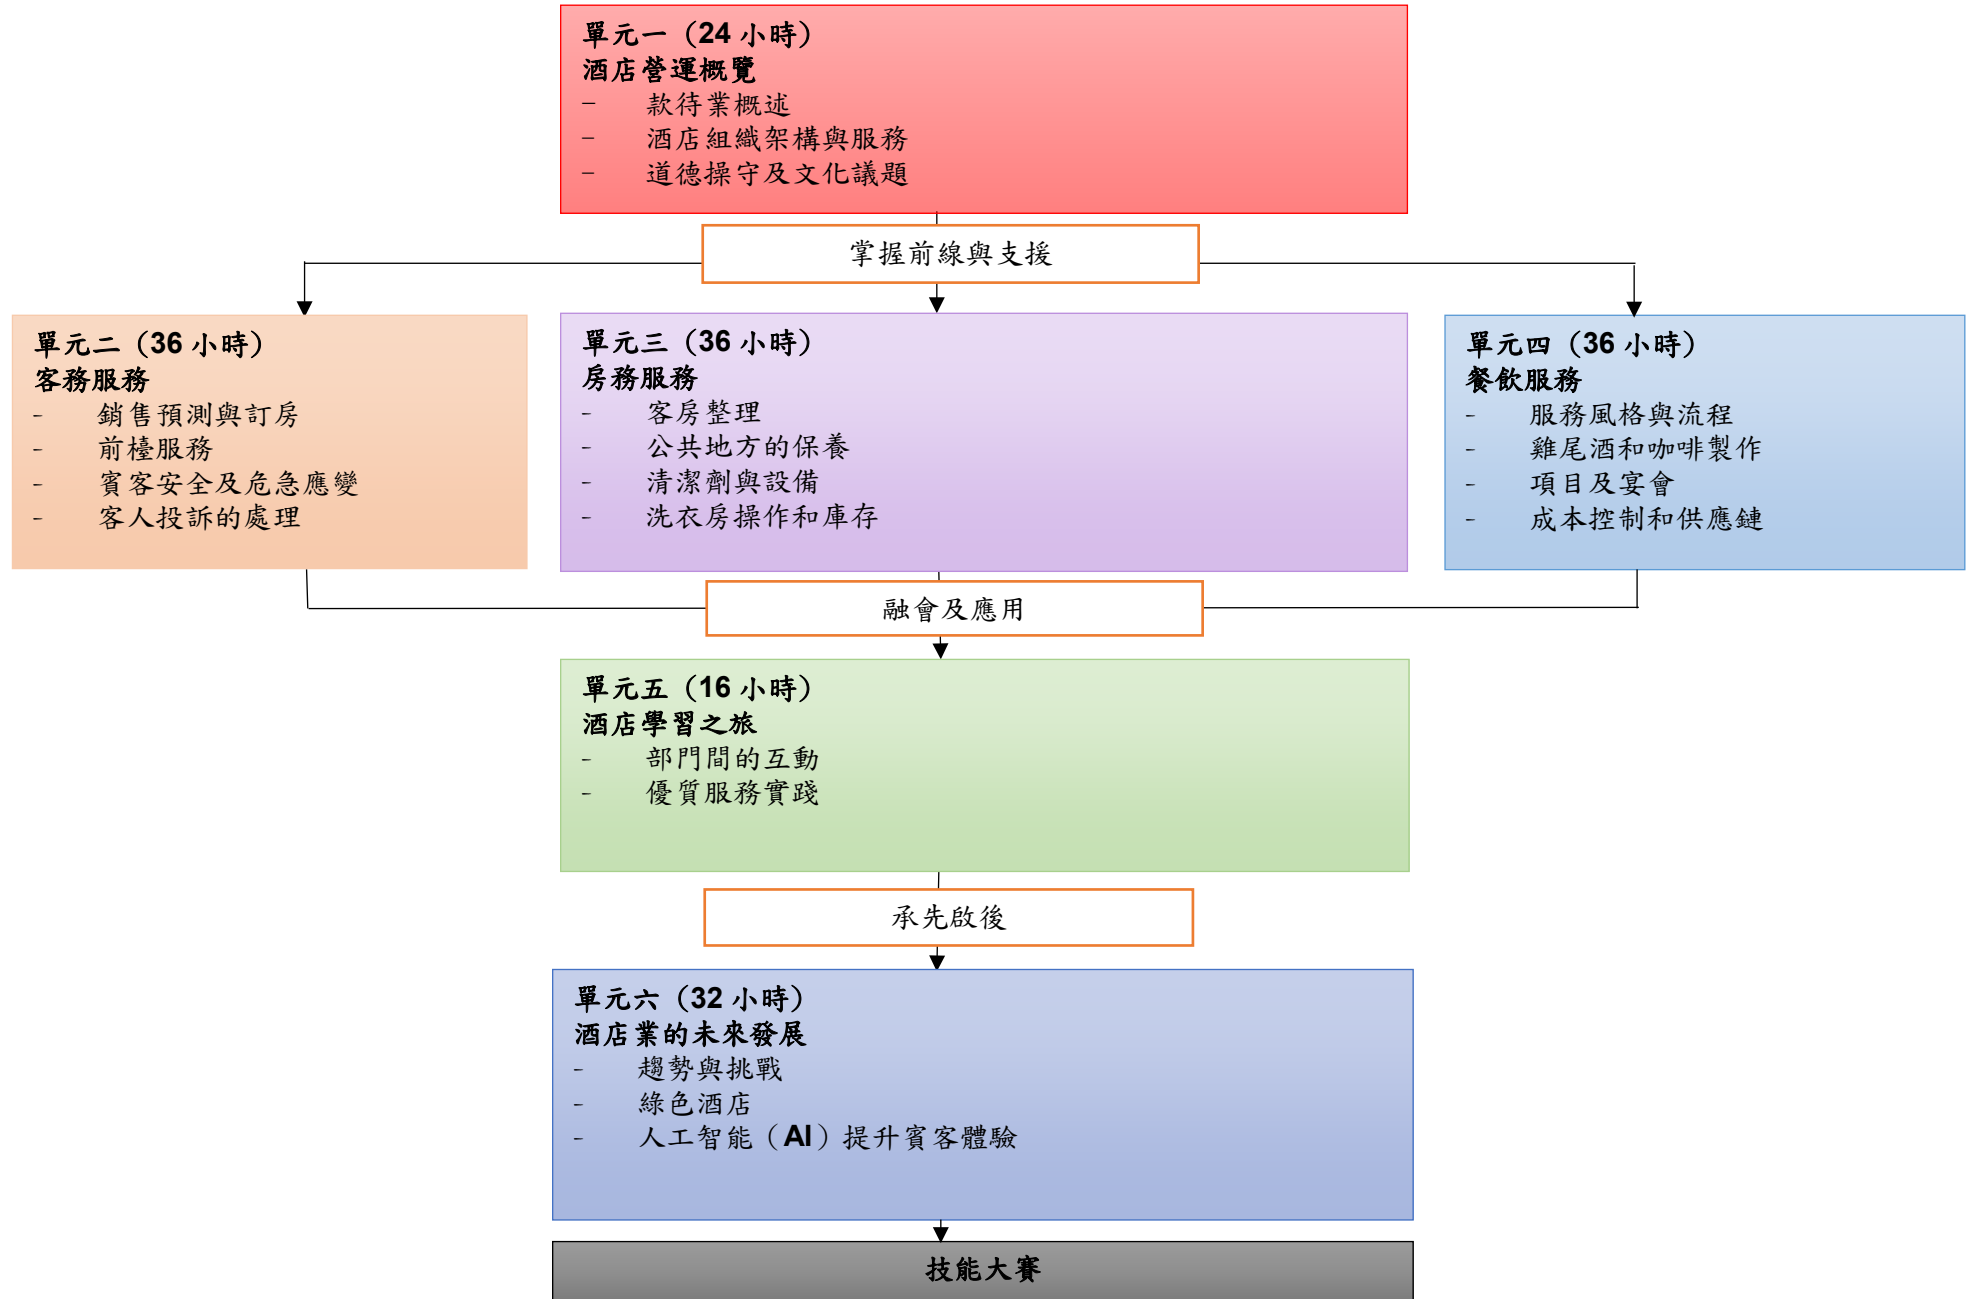 單元一（24 小時）
酒店營運概覽
- 款待業概述
- 酒店組織架構與服務
- 道德操守及文化議題
掌握前線與支援
單元二（36 小時）
客務服務
- 銷售預測與訂房
- 前檯服務
- 賓客安全及危急應變
- 客人投訴的處理
單元三（36 小時）
房務服務
- 客房整理
- 公共地方的保養
- 清潔劑與設備
- 洗衣房操作和庫存
單元四（36 小時）
餐飲服務
- 服務風格與流程
- 雞尾酒和咖啡製作
- 項目及宴會
- 成本控制和供應鏈
融會及應用
單元五（16 小時）
酒店學習之旅
- 部門間的互動
- 優質服務實踐
承先啟後
單元六（32 小時）
酒店業的未來發展
- 趨勢與挑戰
- 綠色酒店
- 人工智能（AI）提升賓客體驗
技能大賽